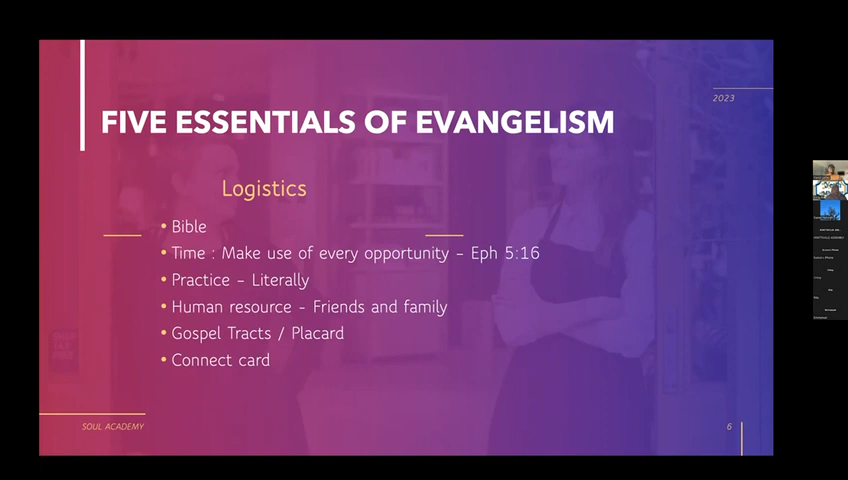 FIVE ESSENTIALS OF EVANGELISM
2023
Logistics
• Bible
• Time : Make use of every opportunity – Eph 5:16
• Practice – Literally
• Human resource - Friends and family
• Gospel Tracts / Placard
• Connect card
SOUL ACADEMY
6